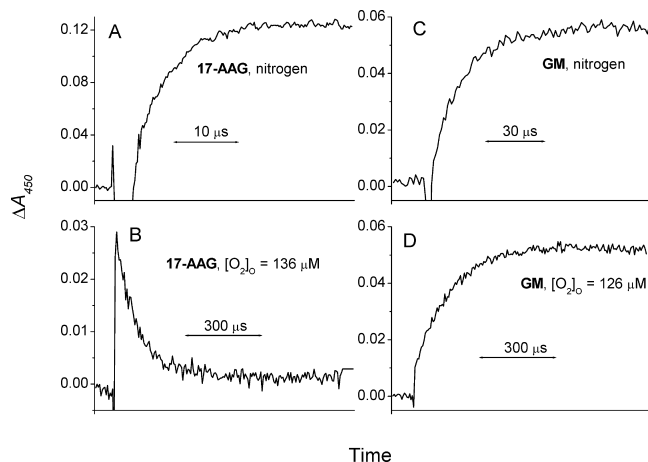 A
17-AAG, nitrogen
10 μs
0.12
0.08
0.04
0.00
C
GM, nitrogen
30 μs
0.06
0.04
0.02
0.00
ΔA450
B
17-AAG, [O2]O = 136 μM
300 μs
0.03
0.02
0.01
0.00
D
GM, [O2]O = 126 μM
300 μs
0.06
0.04
0.02
0.00
Time